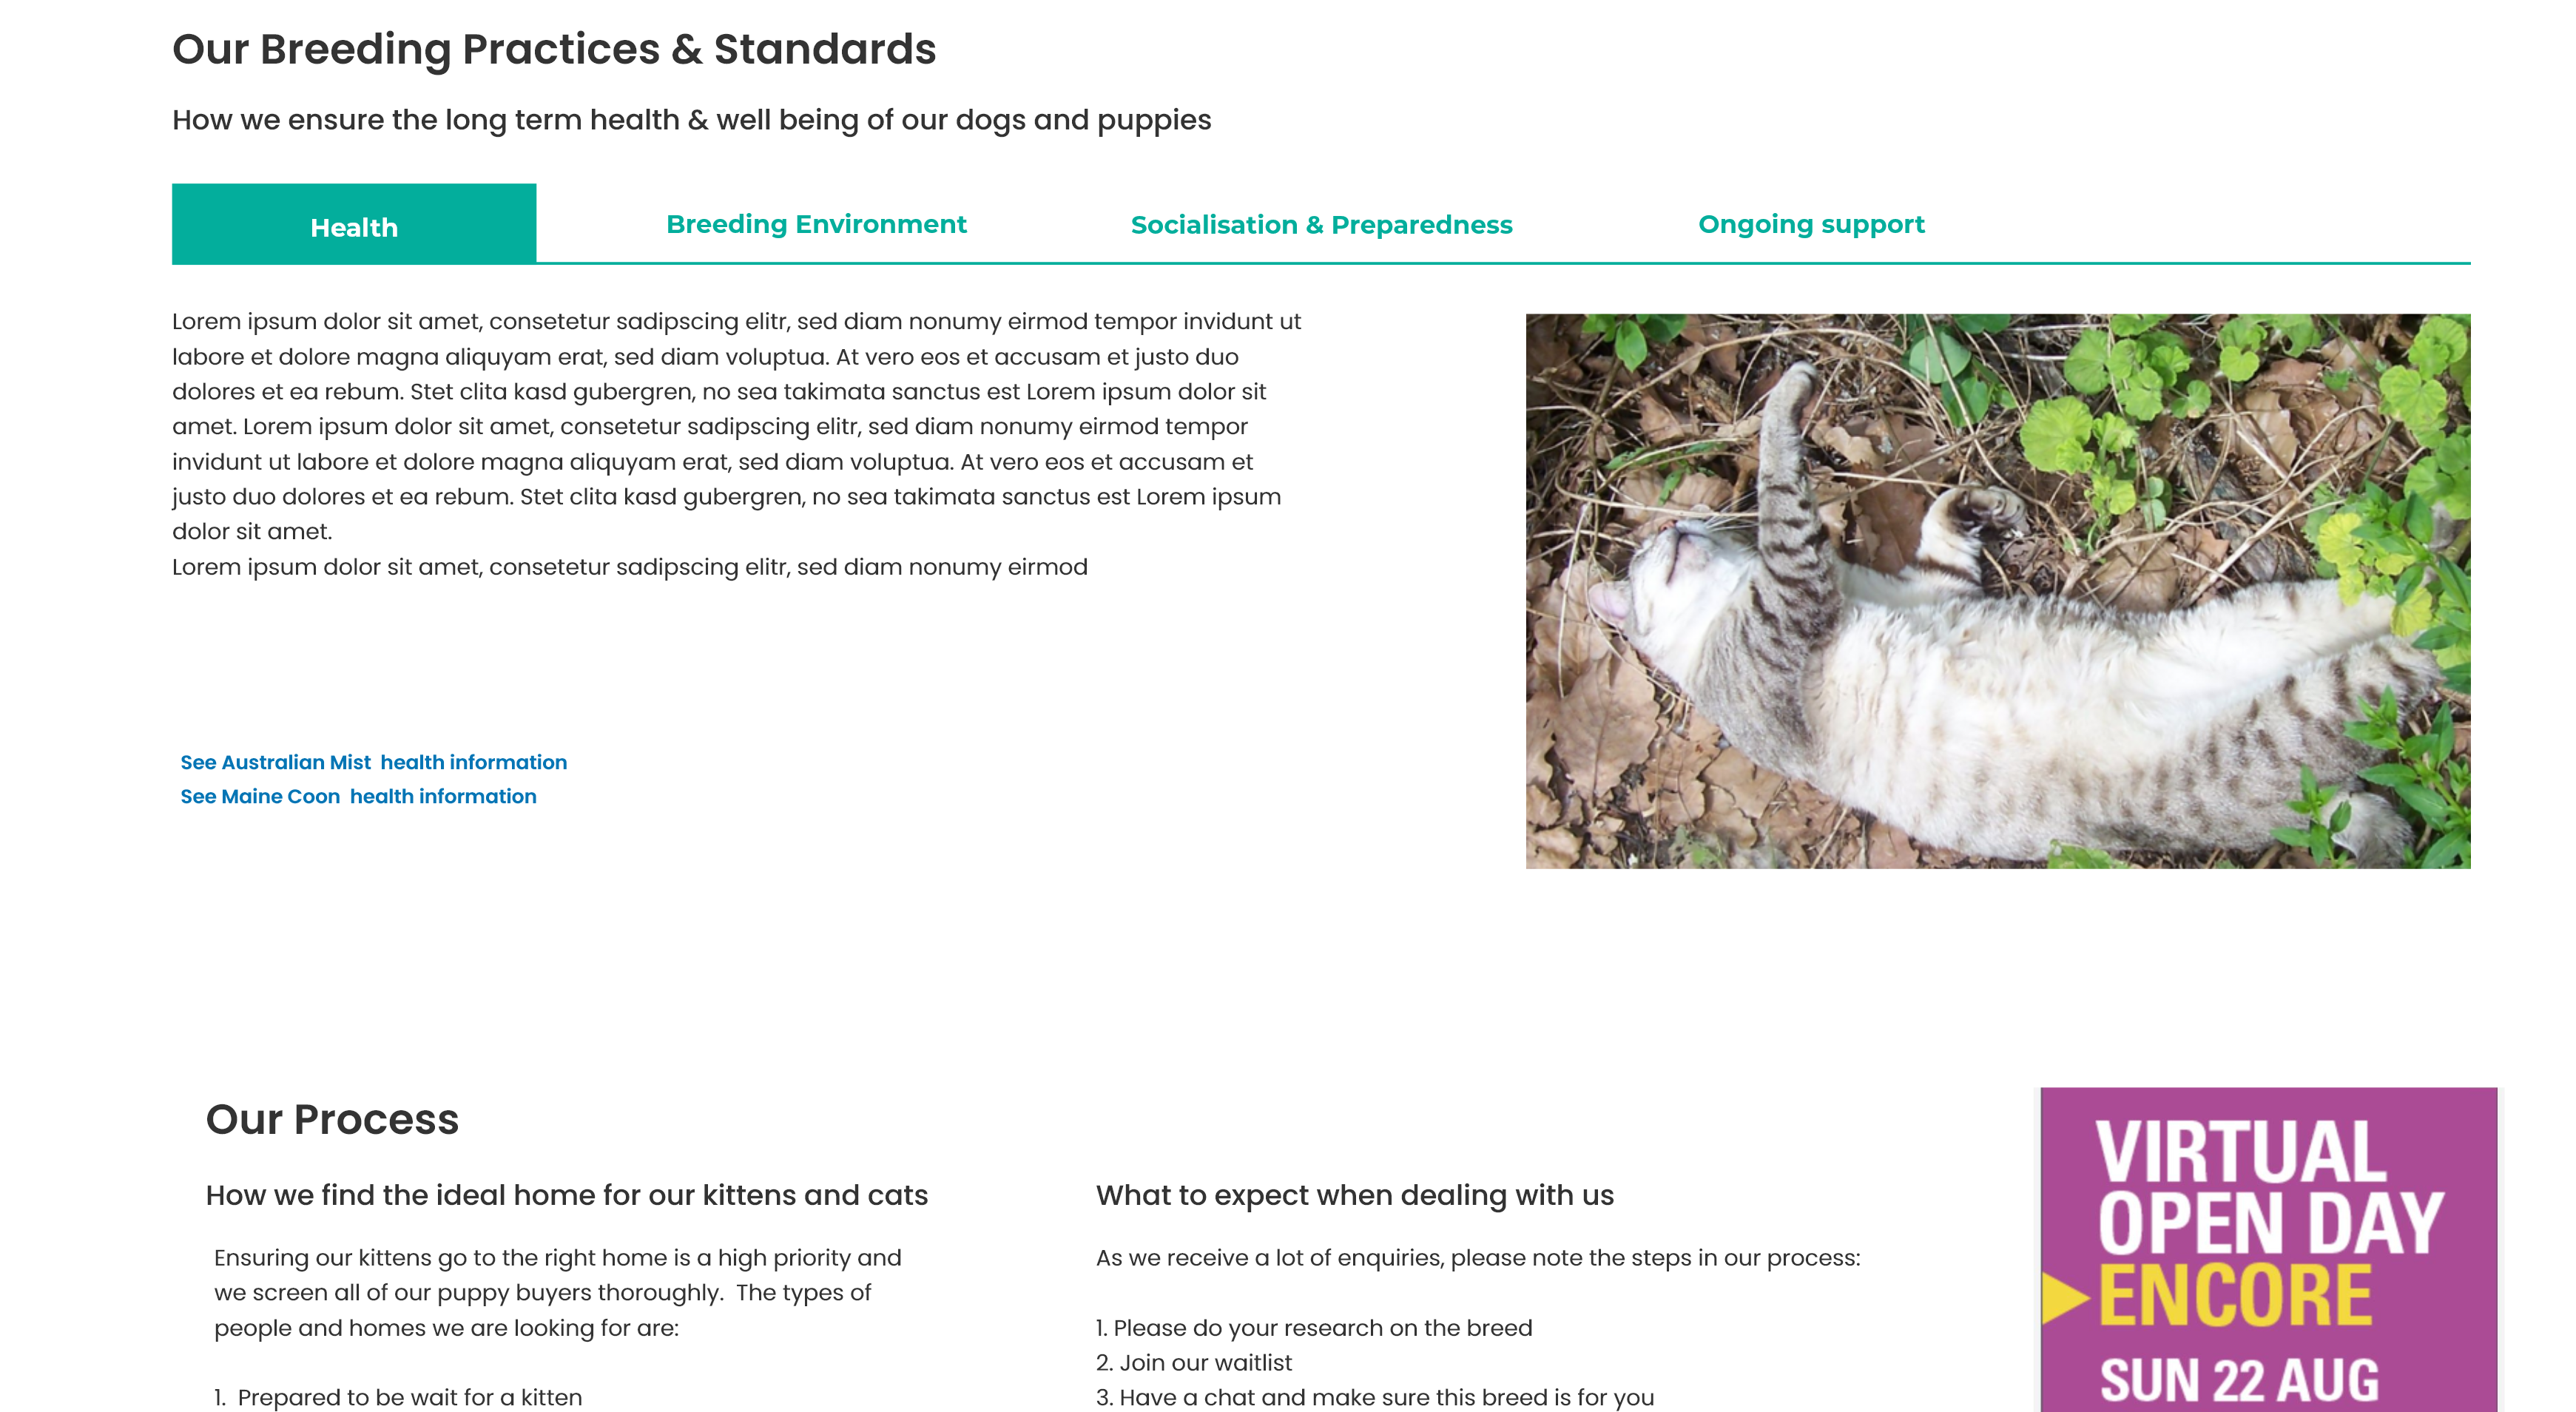 Our Breeding Practices & Standards
How we ensure the long term health & well being of our dogs and puppies
Health
Breeding Environment
Socialisation & Preparedness
Ongoing support
Lorem ipsum dolor sit amet, consetetur sadipscing elitr, sed diam nonumy eirmod tempor invidunt ut
labore et dolore magna aliquyam erat, sed diam voluptua. At vero eos et accusam et justo duo
dolores et ea rebum. Stet clita kasd gubergren, no sea takimata sanctus est Lorem ipsum dolor sit
amet. Lorem ipsum dolor sit amet, consetetur sadipscing elitr, sed diam nonumy eirmod tempor
invidunt ut labore et dolore magna aliquyam erat, sed diam voluptua. At vero eos et accusam et
justo duo dolores et ea rebum. Stet clita kasd gubergren, no sea takimata sanctus est Lorem ipsum
dolor sit amet.
Lorem ipsum dolor sit amet, consetetur sadipscing elitr, sed diam nonumy eirmod
See Australian Mist  health information
See Maine Coon  health information
Our Process
How we find the ideal home for our kittens and cats
Ensuring our kittens go to the right home is a high priority and
we screen all of our puppy buyers thoroughly.  The types of
people and homes we are looking for are:
1.  Prepared to be wait for a kitten
What to expect when dealing with us
As we receive a lot of enquiries, please note the steps in our process:
1. Please do your research on the breed
2. Join our waitlist
3. Have a chat and make sure this breed is for you
VIRTUAL
OPEN DAY
ENCORE
SUN 22 AUG